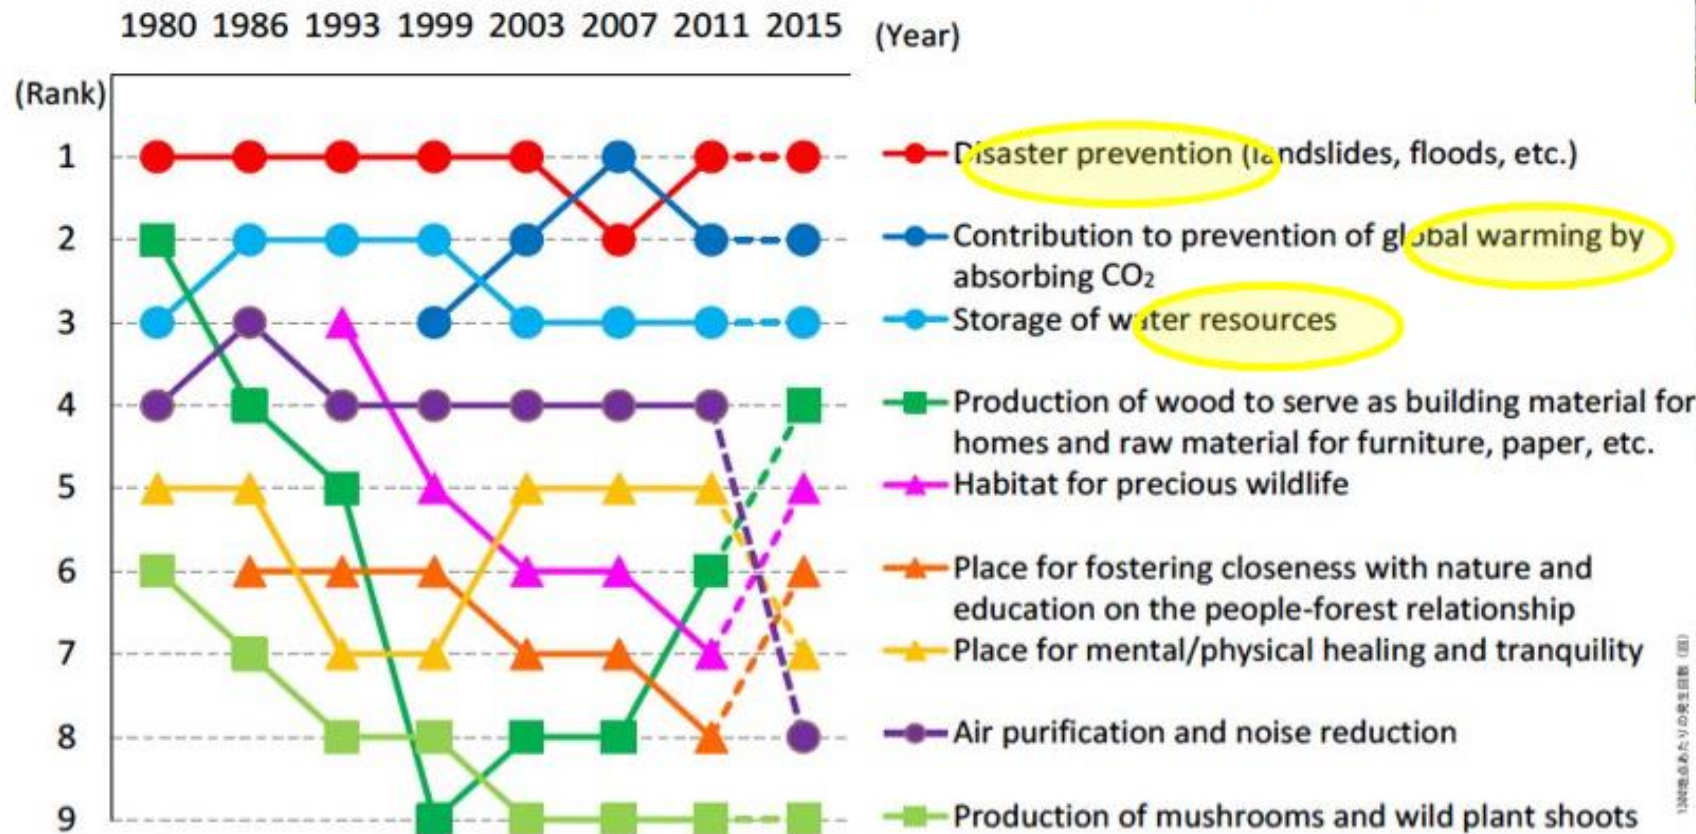 1980 1986 1993 1999 2003 2007 2011 2015 (Year)
(Rank)
1
Disaster prevention (landslides, floods, etc.)
2
Contribution to prevention of global warming by
absorbing CO2
3
Storage of water resources
4
Production of wood to serve as building material for
homes and raw material for furniture, paper, etc.
5
Habitat for precious wildlife
6
Place for fostering closeness with nature and
education on the people-forest relationship
7
Place for mental/physical healing and tranquility
8
Air purification and noise reduction
9
Production of mushrooms and wild plant shoots